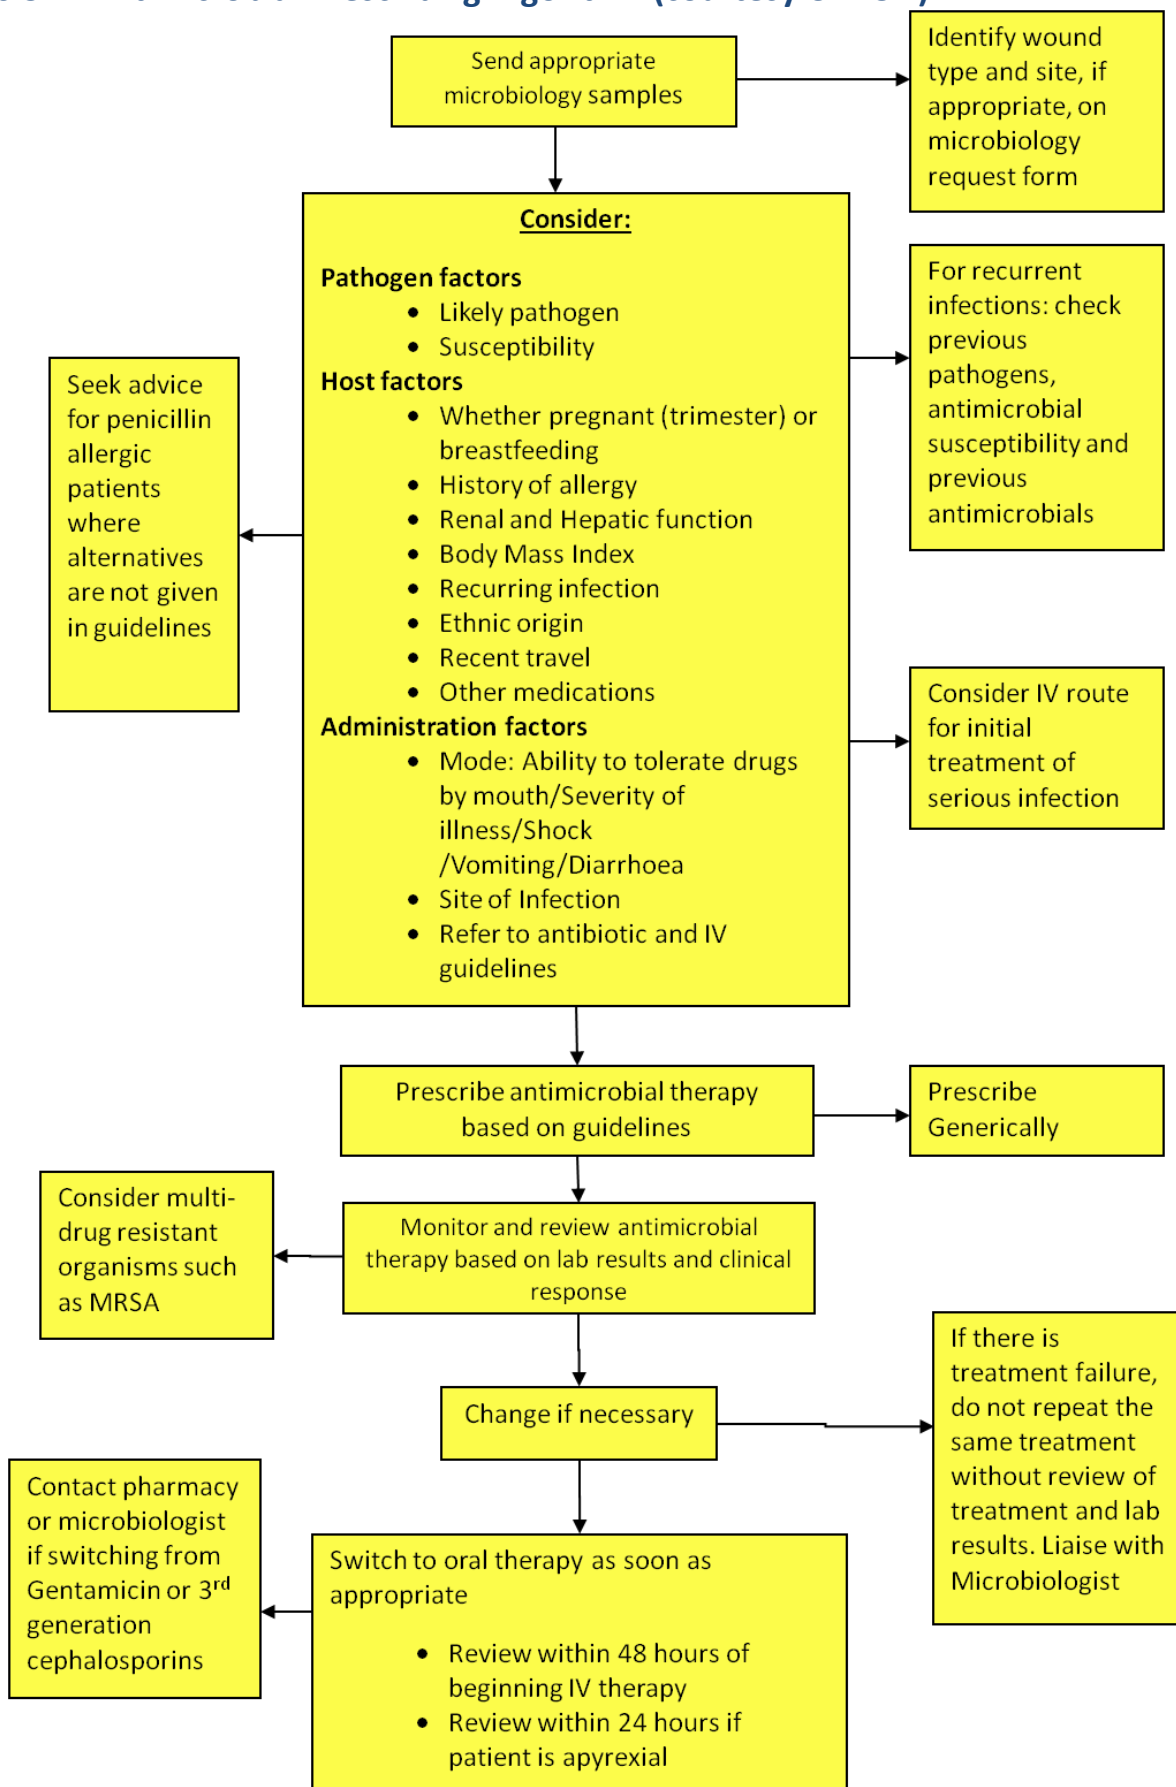 Send appropriate
microbiology samples
Identify wound
type and site, if
appropriate, on
microbiology
request form
Consider:
Pathogen factors
• Likely pathogen
• Susceptibility
Host factors
• Whether pregnant (trimester) or
breastfeeding
• History of allergy
• Renal and Hepatic function
• Body Mass Index
• Recurring infection
• Ethnic origin
• Recent travel
• Other medications
Administration factors
• Mode: Ability to tolerate drugs
by mouth/Severity of
illness/Shock
/Vomiting/Diarrhoea
• Site of Infection
• Refer to antibiotic and IV
guidelines
For recurrent
infections: check
previous
pathogens,
antimicrobial
susceptibility and
previous
antimicrobials
Seek advice
for penicillin
allergic
patients
where
alternatives
are not given
in guidelines
Consider IV route
for initial
treatment of
serious infection
Prescribe antimicrobial therapy
based on guidelines
Prescribe
Generically
Monitor and review antimicrobial
therapy based on lab results and clinical
response
Consider multi-
drug resistant
organisms such
as MRSA
Change if necessary
If there is
treatment failure,
do not repeat the
same treatment
without review of
treatment and lab
results. Liaise with
Microbiologist
Contact pharmacy
or microbiologist
if switching from
Gentamicin or 3rd
generation
cephalosporins
Switch to oral therapy as soon as
appropriate
• Review within 48 hours of
beginning IV therapy
• Review within 24 hours if
patient is apyrexial